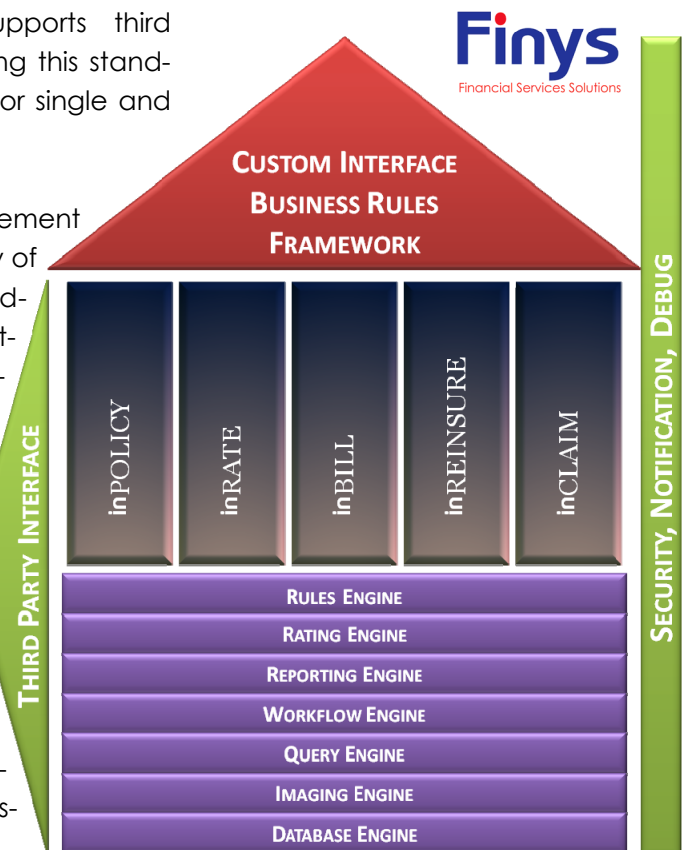 upports third
ng this stand-
or single and
ement
y of
d-
t-
-
Finys
Financial Services Solutions
CUSTOM INTERFACE
BUSINESS RULES
FRAMEWORK
inPOLICY
inRATE
inBILL
inREINSURE
inCLAIM
THIRD PARTY INTERFACE
SECURITY, NOTIFICATION, DEBUG
RULES ENGINE
RATING ENGINE
REPORTING ENGINE
WORKFLOW ENGINE
QUERY ENGINE
IMAGING ENGINE
DATABASE ENGINE
-
s-